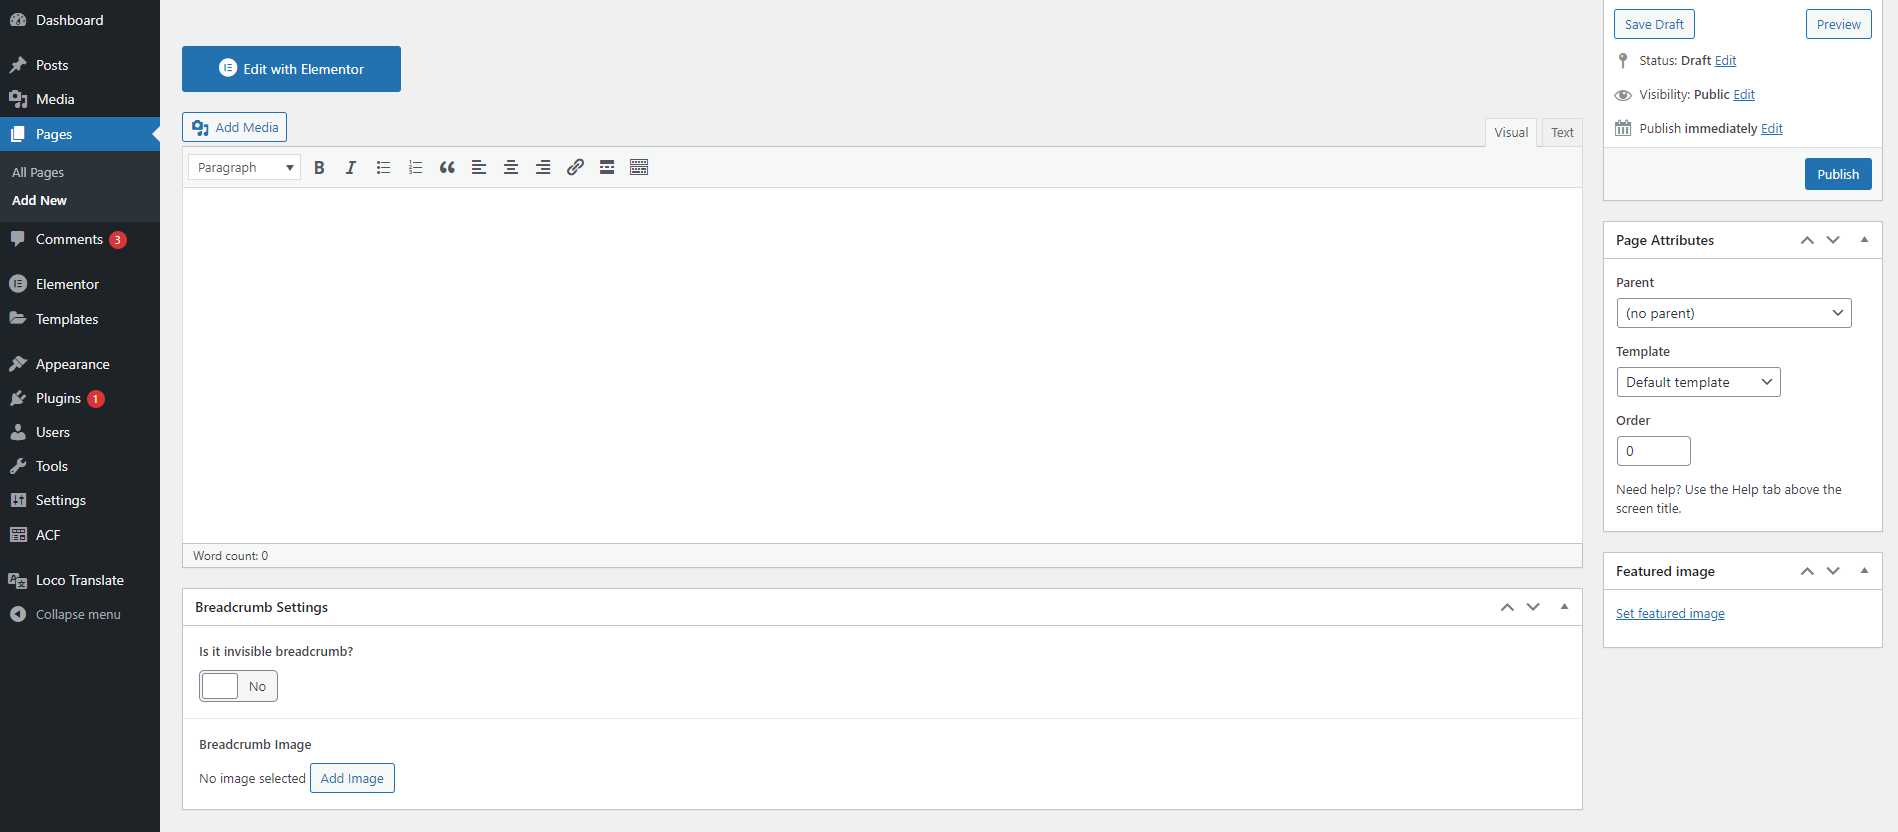 Dashboard
Posts
Media
Pages
All Pages
Add New
Comments 3
Elementor
Templates
Appearance
Plugins 1
Users
Tools
Settings
ACF
Loco Translate
Collapse menu
Edit with Elementor
Add Media
Visual Text
Paragraph
Word count: 0
Breadcrumb Settings
Is it invisible breadcrumb?
No
Breadcrumb Image
No image selected Add Image
Save Draft Preview
Status: Draft Edit
Visibility: Public Edit
Publish immediately Edit
Publish
Page Attributes
Parent
(no parent)
Template
Default template
Order
0
Need help? Use the Help tab above the
screen title.
Featured image
Set featured image